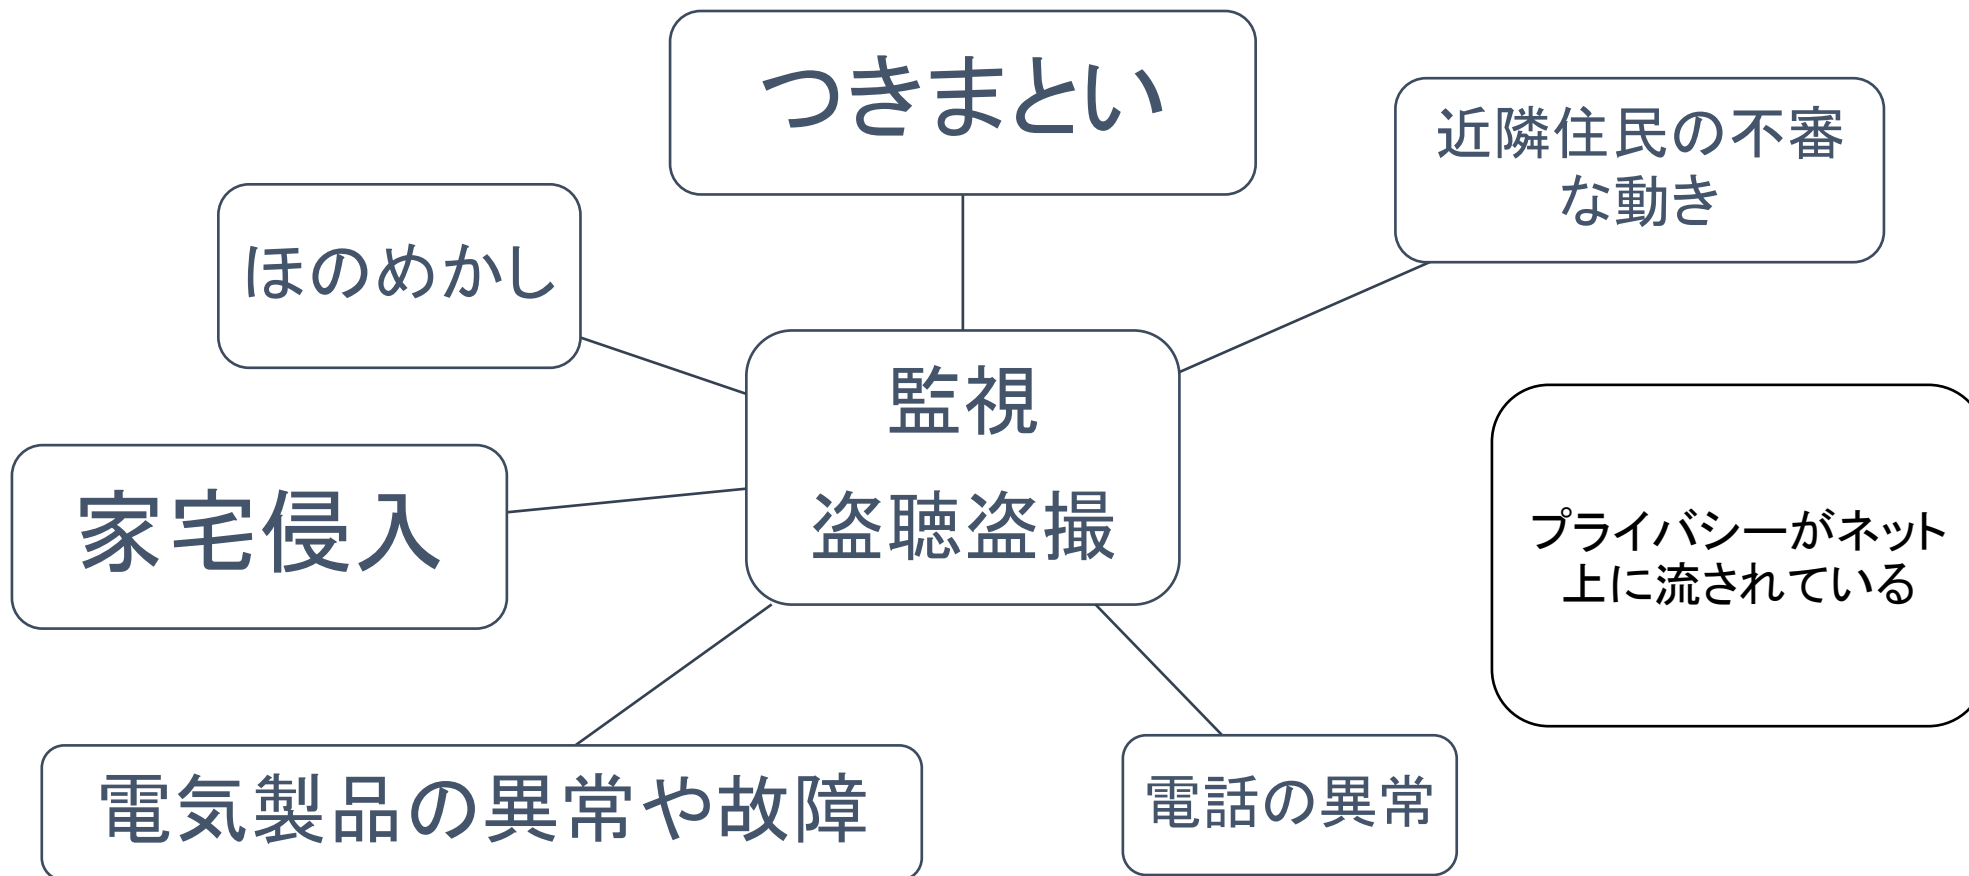 つきまとい
近隣住民の不審
な動き
ほのめかし
監視
盗聴盗撮
家宅侵入
プライバシーがネット
上に流されている
電気製品の異常や故障
電話の異常